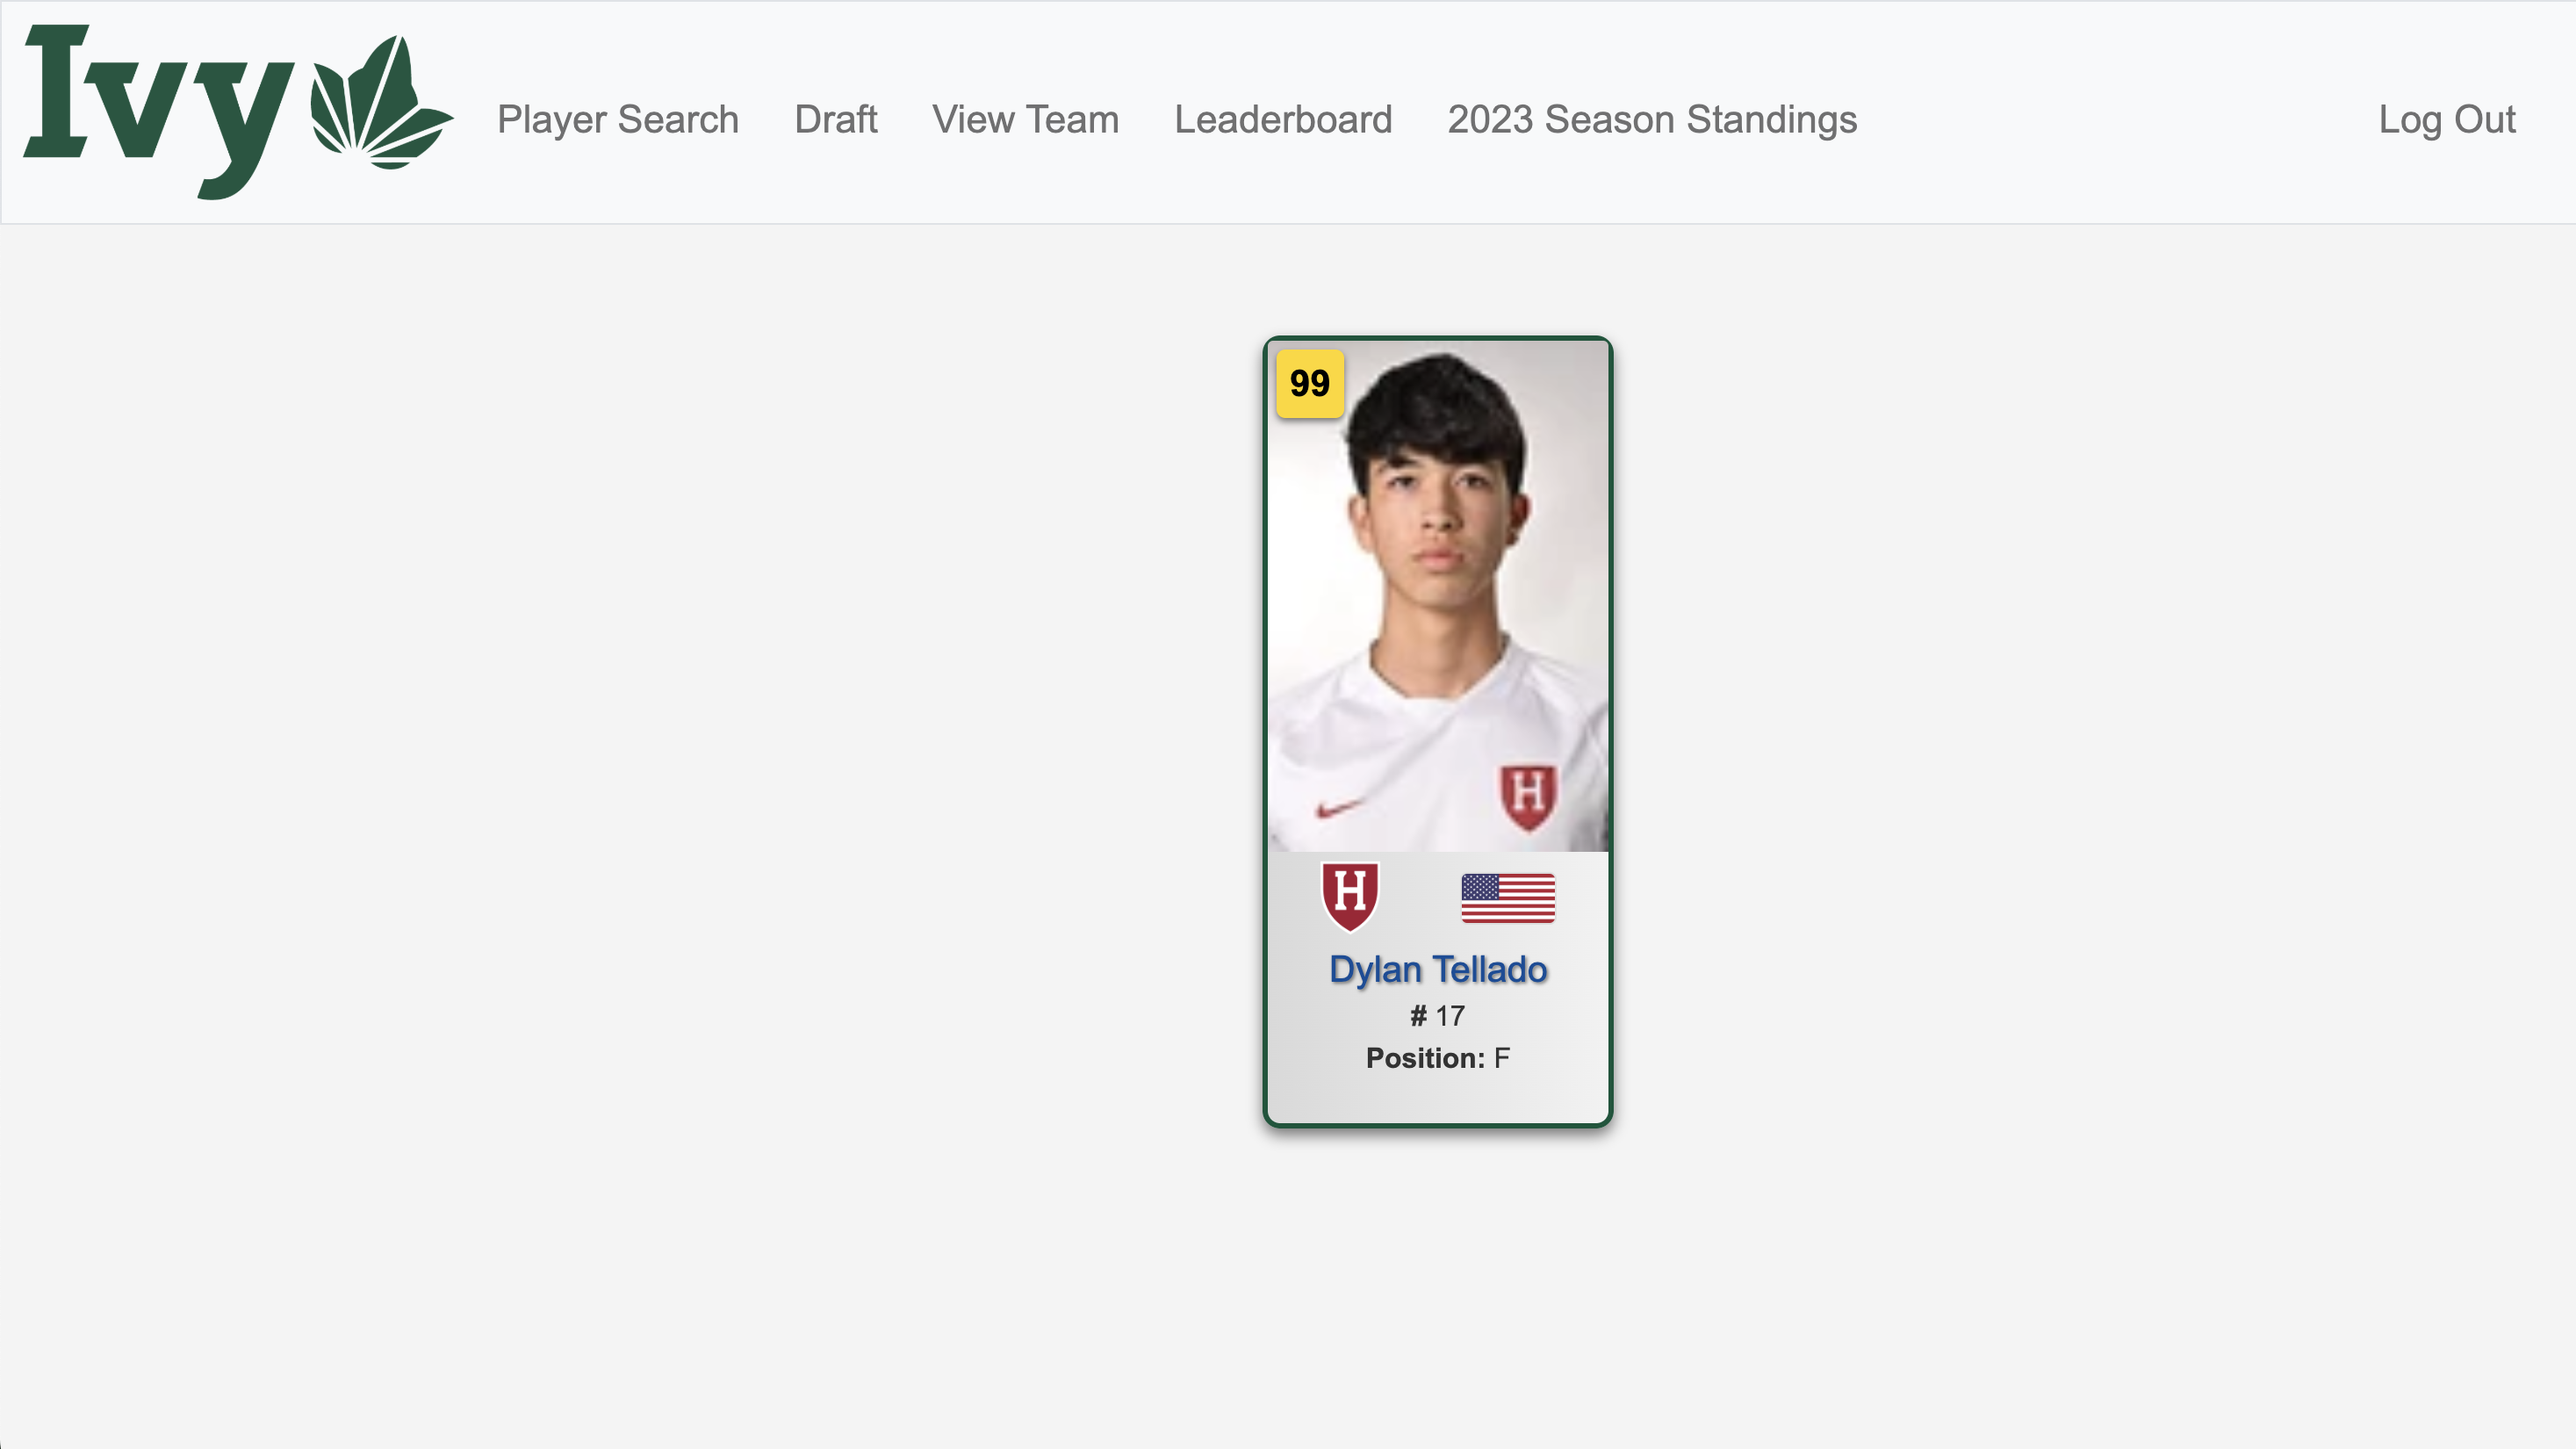 Ivy
Player Search Draft View Team Leaderboard 2023 Season Standings Log Out
99
H
H
Dylan Tellado
# 17
Position: F